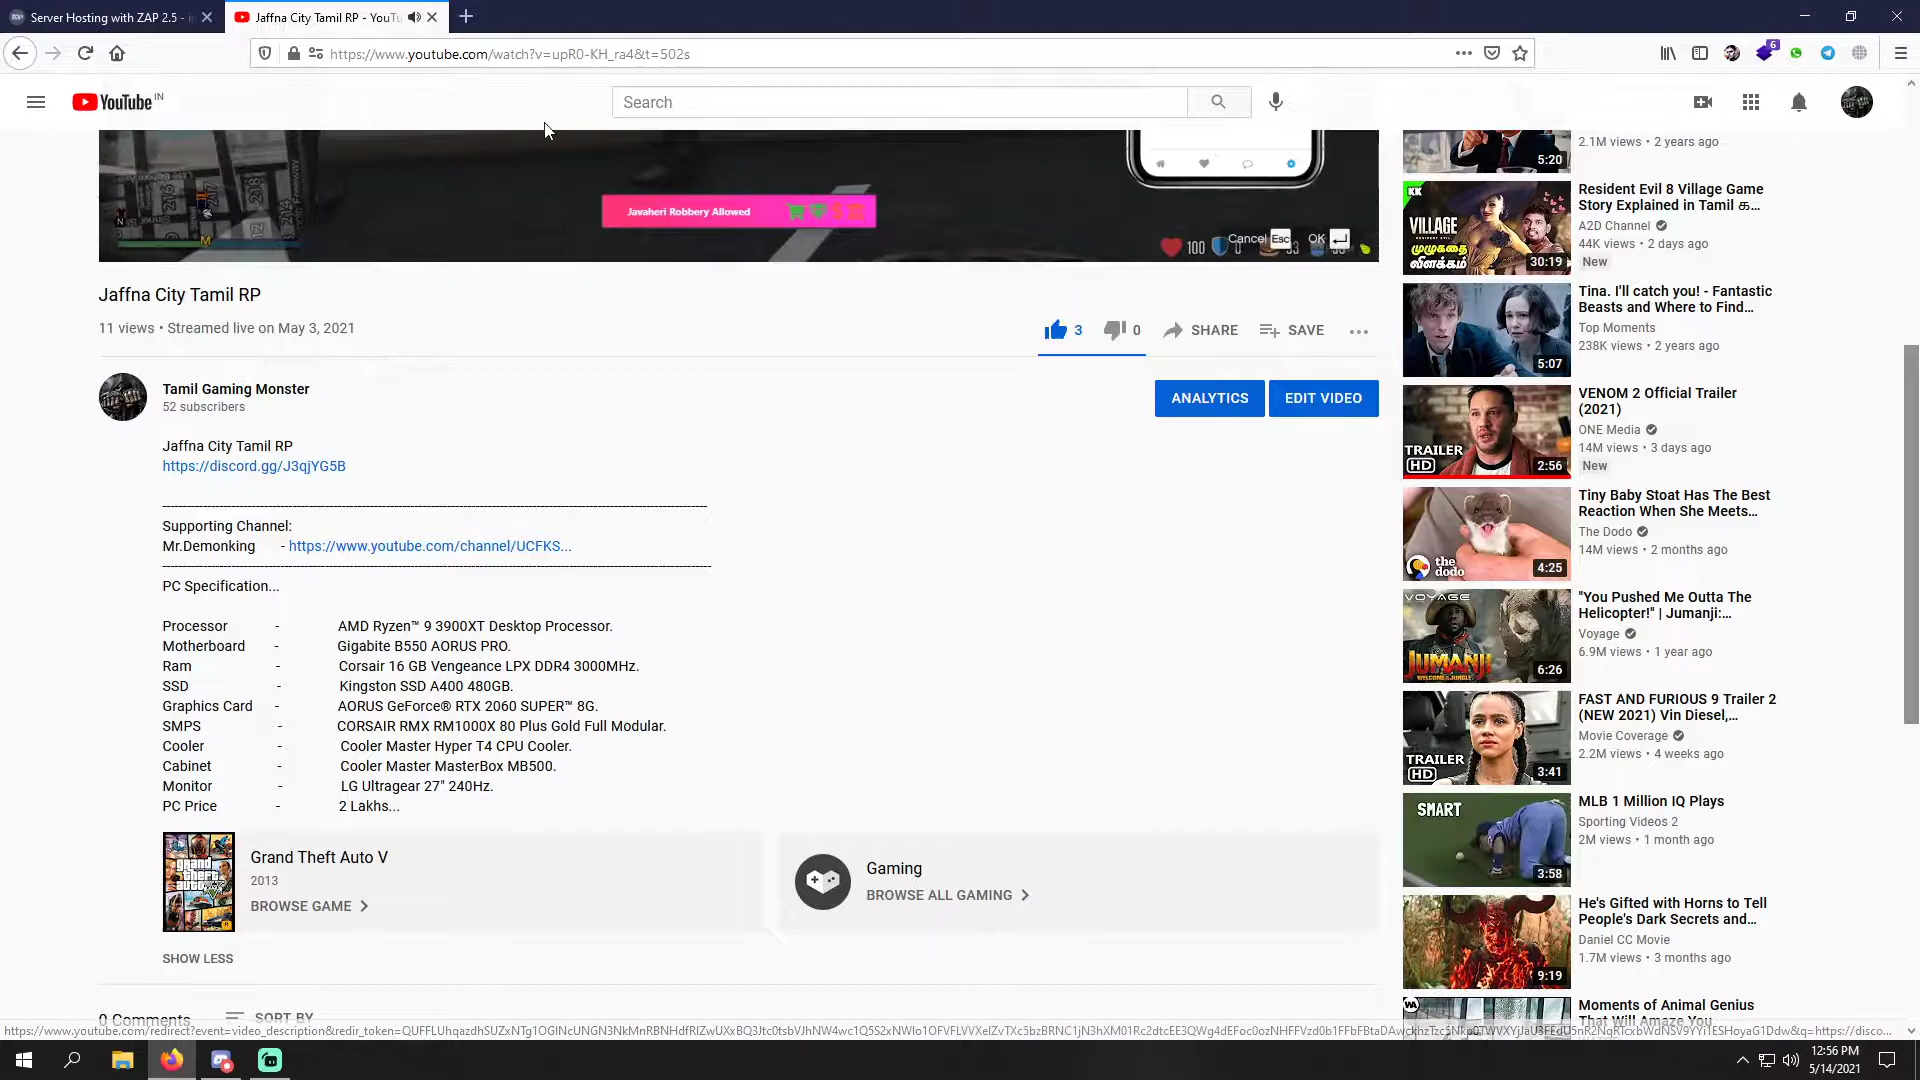 Server Hosting with ZAP 2.5 - i
Jaffna City Tamil RP - YouTu
https://www.youtube.com/watch?v=upR0-KH_ra4&t=502s
6
YouTube IN
Search
Javaheri Robbery Allowed
Cancel Esc OK
100
Jaffna City Tamil RP
11 views • Streamed live on May 3, 2021
3 0 SHARE SAVE
Tamil Gaming Monster
52 subscribers
ANALYTICS EDIT VIDEO
Jaffna City Tamil RP
https://discord.gg/J3qjYG5B
Supporting Channel:
Mr.Demonking - https://www.youtube.com/channel/UCFKS...
PC Specification...
Processor - AMD Ryzen™ 9 3900XT Desktop Processor.
Motherboard - Gigabite B550 AORUS PRO.
Ram - Corsair 16 GB Vengeance LPX DDR4 3000MHz.
SSD - Kingston SSD A400 480GB.
Graphics Card - AORUS GeForce® RTX 2060 SUPER™ 8G.
SMPS - CORSAIR RMX RM1000X 80 Plus Gold Full Modular.
Cooler - Cooler Master Hyper T4 CPU Cooler.
Cabinet - Cooler Master MasterBox MB500.
Monitor - LG Ultragear 27" 240Hz.
PC Price - 2 Lakhs...
Grand Theft Auto V
2013
BROWSE GAME
Gaming
BROWSE ALL GAMING
SHOW LESS
0 Comments SORT BY
2.1M views • 2 years ago
5:20
KK
VILLAGE
முழுகதை
விளக்கம்
30:19
Resident Evil 8 Village Game
Story Explained in Tamil க...
A2D Channel
44K views • 2 days ago
New
Tina. I'll catch you! - Fantastic
Beasts and Where to Find...
Top Moments
238K views • 2 years ago
5:07
VENOM 2 Official Trailer
(2021)
ONE Media
14M views • 3 days ago
New
TRAILER
HD
2:56
Tiny Baby Stoat Has The Best
Reaction When She Meets...
The Dodo
14M views • 2 months ago
the dodo
4:25
"You Pushed Me Outta The
Helicopter!" | Jumanji:...
Voyage
6.9M views • 1 year ago
VOYAGE
JUMANJI
WELCOME TO THE JUNGLE
6:26
FAST AND FURIOUS 9 Trailer 2
(NEW 2021) Vin Diesel,...
Movie Coverage
2.2M views • 4 weeks ago
TRAILER
HD
3:41
MLB 1 Million IQ Plays
Sporting Videos 2
2M views • 1 month ago
SMART
3:58
He's Gifted with Horns to Tell
People's Dark Secrets and...
Daniel CC Movie
1.7M views • 3 months ago
9:19
Moments of Animal Genius
That Will Amaze You
WA
12:56 PM
5/14/2021